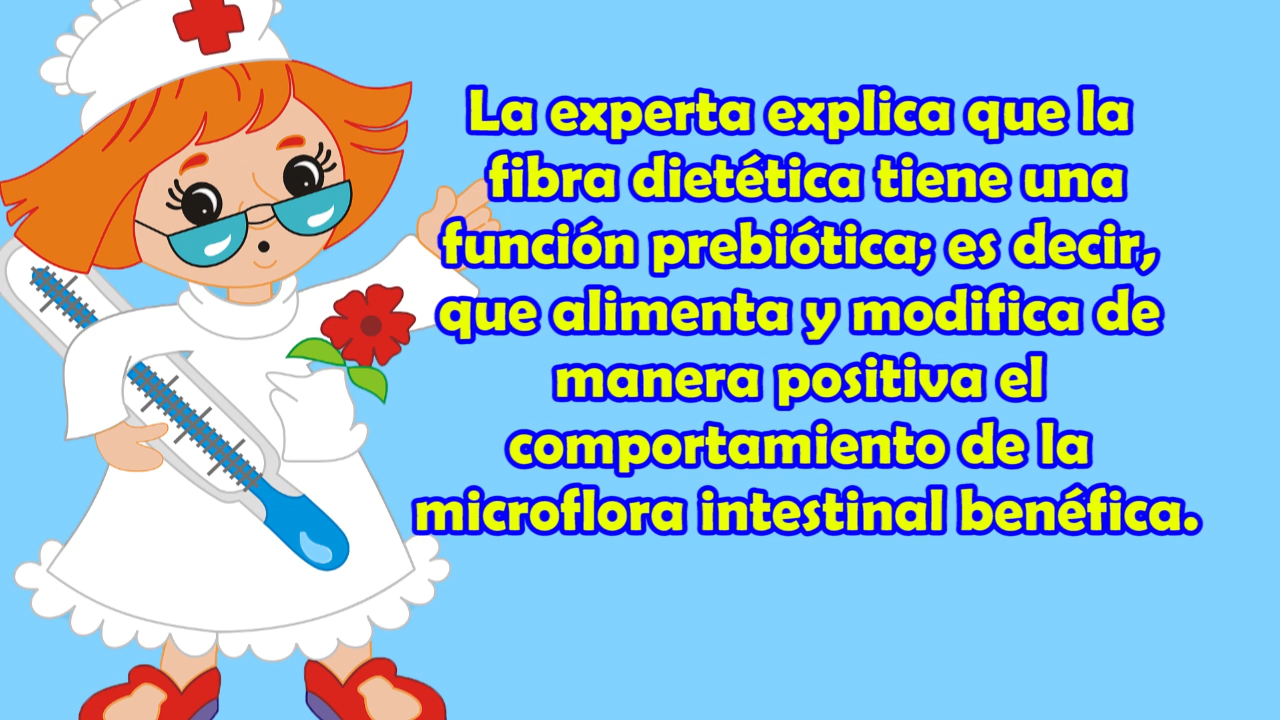 La experta explica que la
fibra dietética tiene una
función prebiótica; es decir,
que alimenta y modifica de
manera positiva el
comportamiento de la
microflora intestinal benéfica.